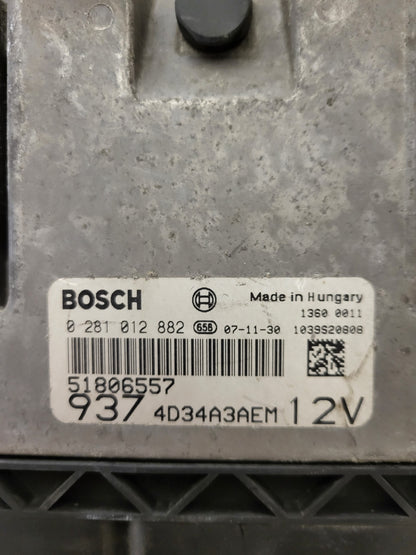 BOSCH Made in Hungary
1360 0011
0 281 012 882 658 07-11-30 1039S20808
51806557
937 4D34A3AEM 12V